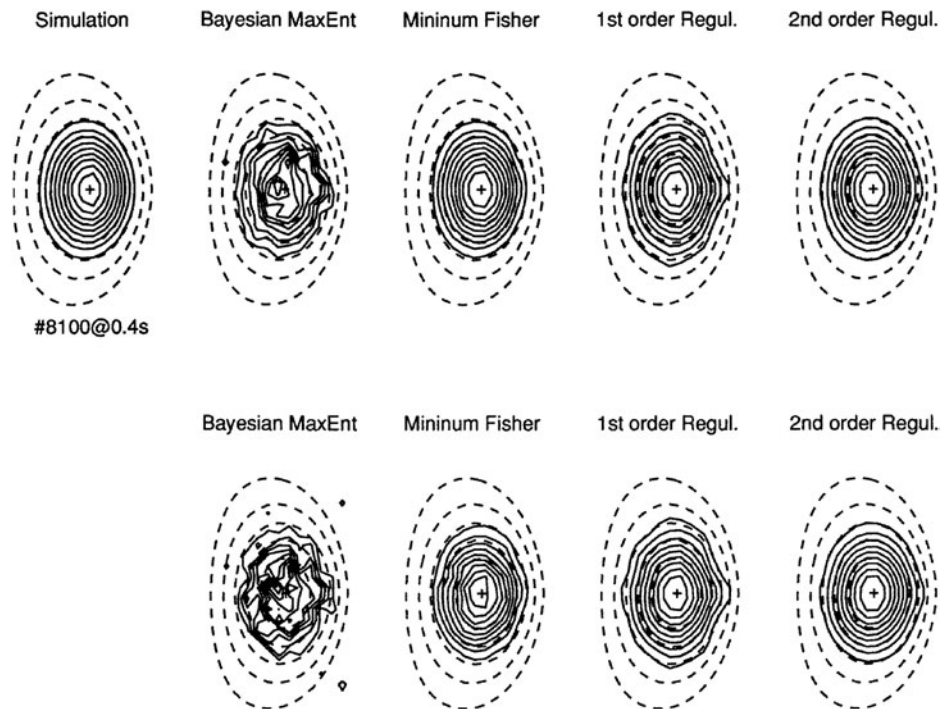 Simulation Bayesian MaxEnt Mininum Fisher 1st order Regul. 2nd order Regul.
#8100@0.4s
Bayesian MaxEnt Mininum Fisher 1st order Regul. 2nd order Regul.